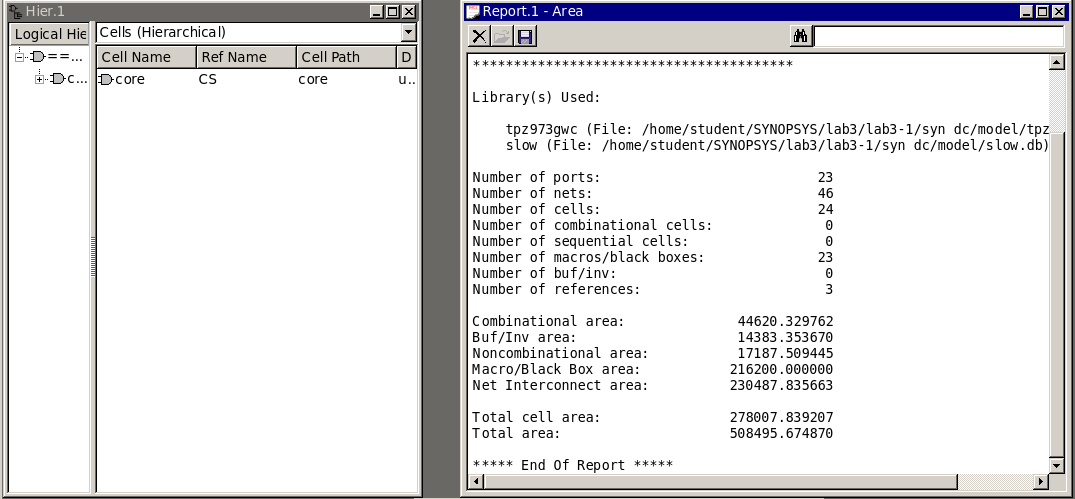 Hier.1
Logical Hie
==...
c...
Cells (Hierarchical)
Cell Name Ref Name Cell Path D
core CS core u..
Report.1 - Area
****************************************
Library(s) Used:
tpz973gwc (File: /home/student/SYNOPSYS/lab3/lab3-1/syn dc/model/tpz
slow (File: /home/student/SYNOPSYS/lab3/lab3-1/syn dc/model/slow.db)
Number of ports: 23
Number of nets: 46
Number of cells: 24
Number of combinational cells: 0
Number of sequential cells: 0
Number of macros/black boxes: 23
Number of buf/inv: 0
Number of references: 3
Combinational area: 44620.329762
Buf/Inv area: 14383.353670
Noncombinational area: 17187.509445
Macro/Black Box area: 216200.000000
Net Interconnect area: 230487.835663
Total cell area: 278007.839207
Total area: 508495.674870
***** End Of Report *****